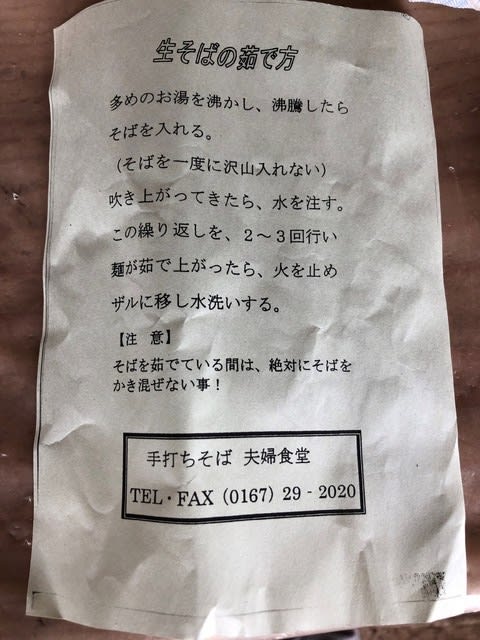 生そばの茹で方
多めのお湯を沸かし、沸騰したら
そばを入れる。
(そばを一度に沢山入れない)
吹き上がってきたら、水を注す。
この繰り返しを、２～３回行い
麺が茹で上がったら、火を止め
ザルに移し水洗いする。
【注　意】
そばを茹でている間は、絶対にそばを
かき混ぜない事！
手打ちそば 夫婦食堂
TEL・FAX (0167) 29 - 2020